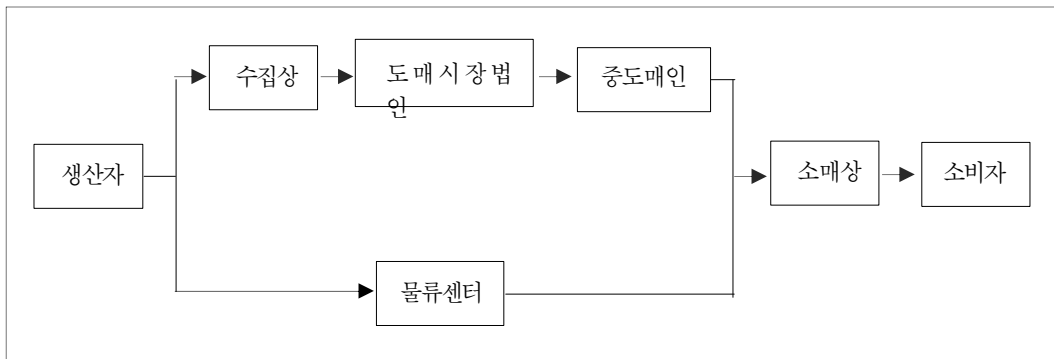 수집상
도매시장법
인
중도매인
생산자
소매상
소비자
물류센터